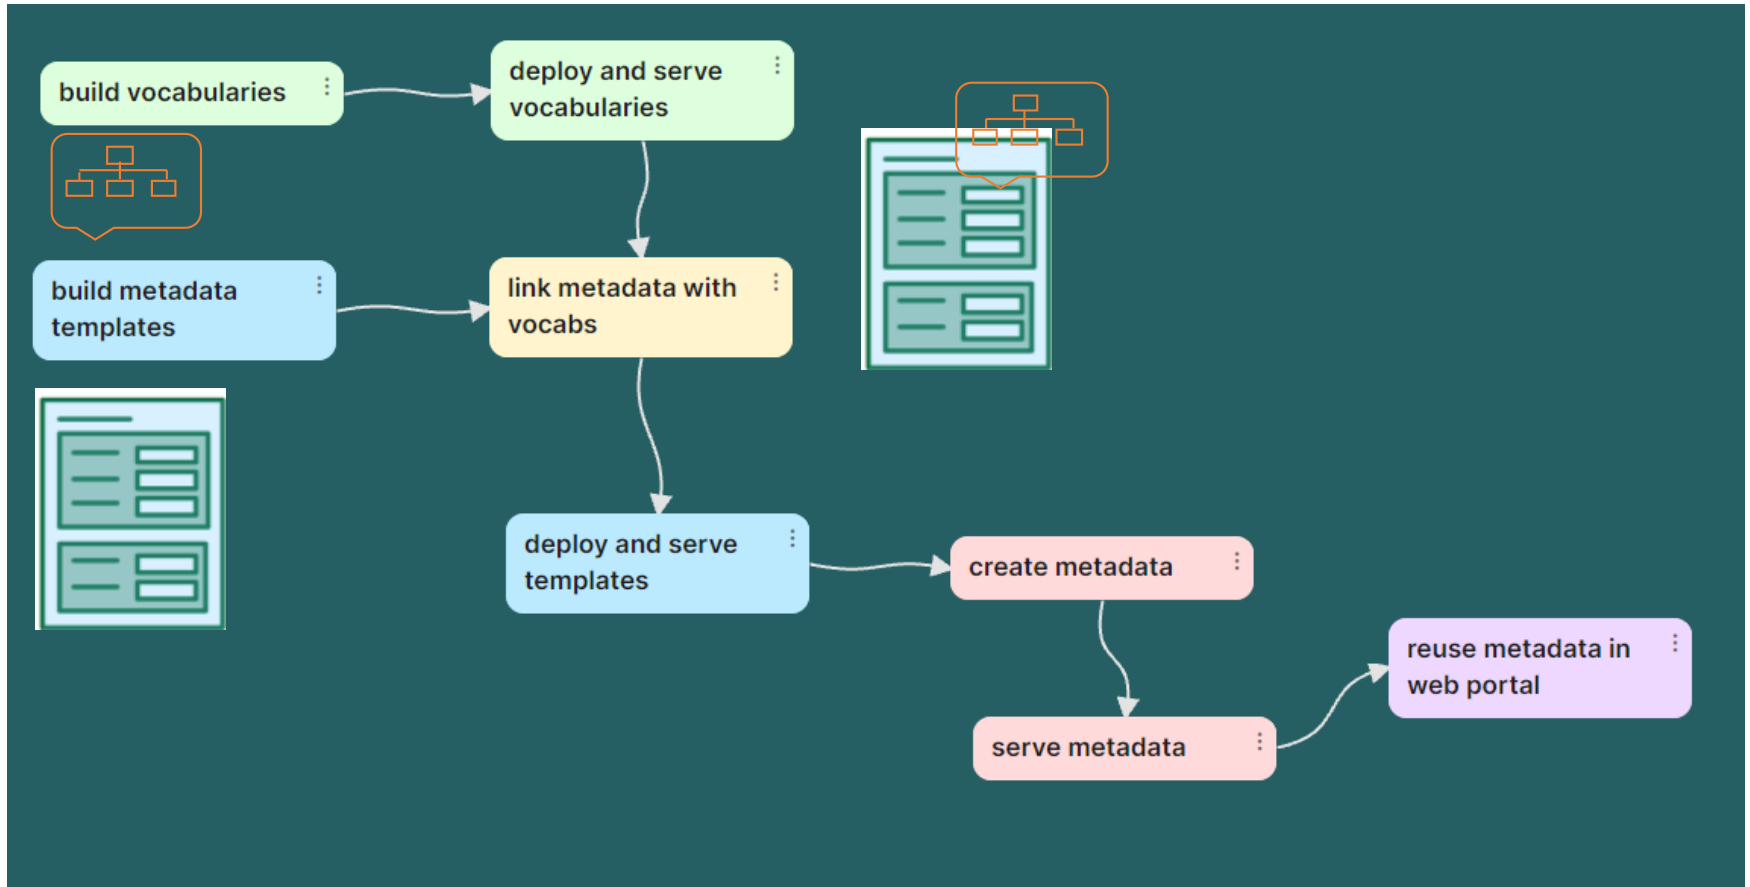 build vocabularies
deploy and serve
vocabularies
build metadata
templates
link metadata with
vocabs
deploy and serve
templates
create metadata
serve metadata
reuse metadata in
web portal